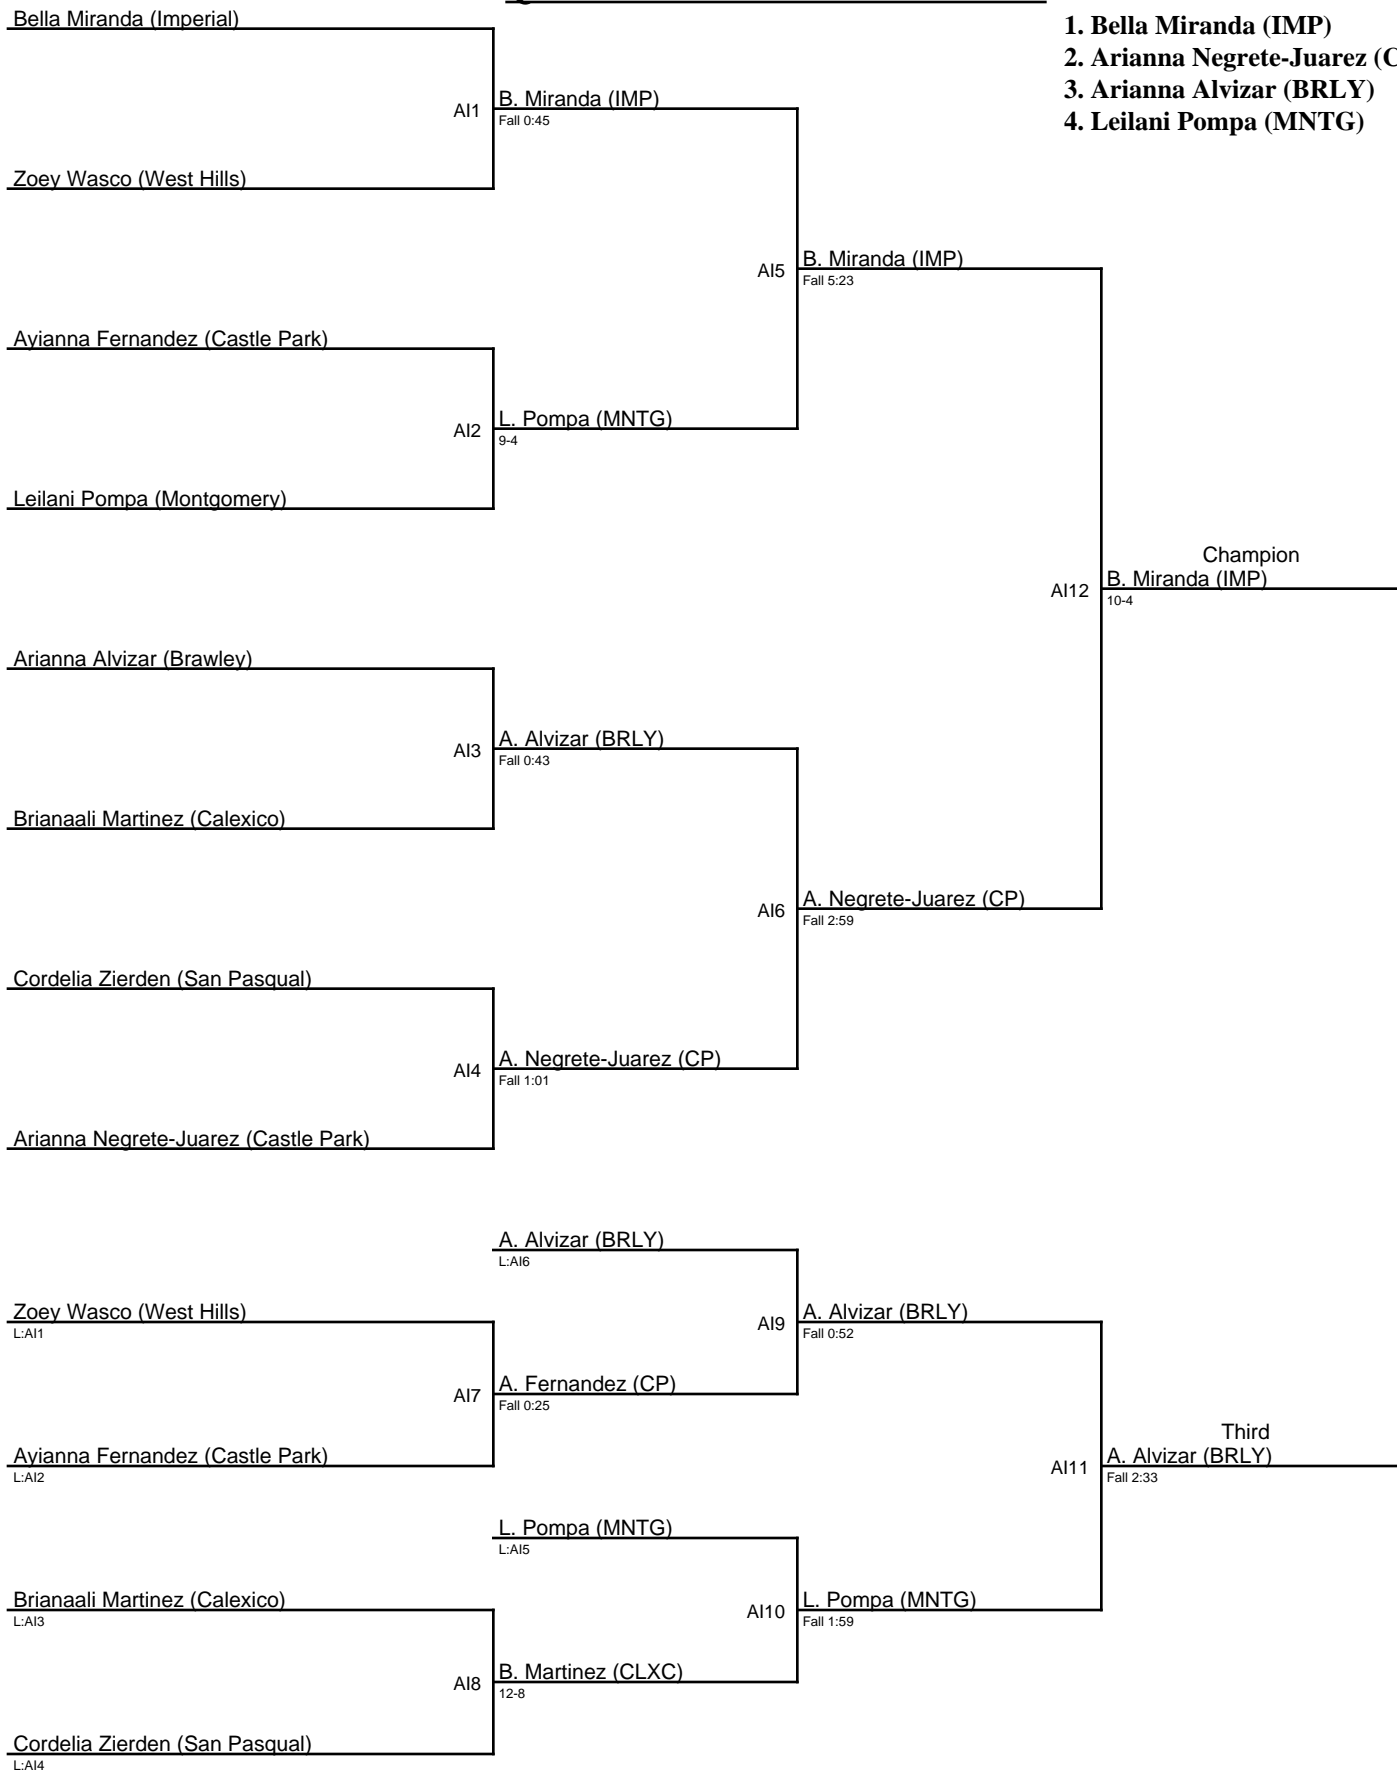 Bella Miranda (Imperial)
1. Bella Miranda (IMP)
2. Arianna Negrete-Juarez (C
3. Arianna Alvizar (BRLY)
4. Leilani Pompa (MNTG)
AI1
B. Miranda (IMP)
Fall 0:45
Zoey Wasco (West Hills)
AI5
B. Miranda (IMP)
Fall 5:23
Ayianna Fernandez (Castle Park)
AI2
L. Pompa (MNTG)
9-4
Leilani Pompa (Montgomery)
Champion
AI12
B. Miranda (IMP)
10-4
Arianna Alvizar (Brawley)
AI3
A. Alvizar (BRLY)
Fall 0:43
Brianaali Martinez (Calexico)
AI6
A. Negrete-Juarez (CP)
Fall 2:59
Cordelia Zierden (San Pasqual)
AI4
A. Negrete-Juarez (CP)
Fall 1:01
Arianna Negrete-Juarez (Castle Park)
A. Alvizar (BRLY)
L:AI6
Zoey Wasco (West Hills)
L:AI1
AI9
A. Alvizar (BRLY)
Fall 0:52
AI7
A. Fernandez (CP)
Fall 0:25
Ayianna Fernandez (Castle Park)
L:AI2
Third
AI11
A. Alvizar (BRLY)
Fall 2:33
L. Pompa (MNTG)
L:AI5
Brianaali Martinez (Calexico)
L:AI3
AI10
L. Pompa (MNTG)
Fall 1:59
AI8
B. Martinez (CLXC)
12-8
Cordelia Zierden (San Pasqual)
L:AI4